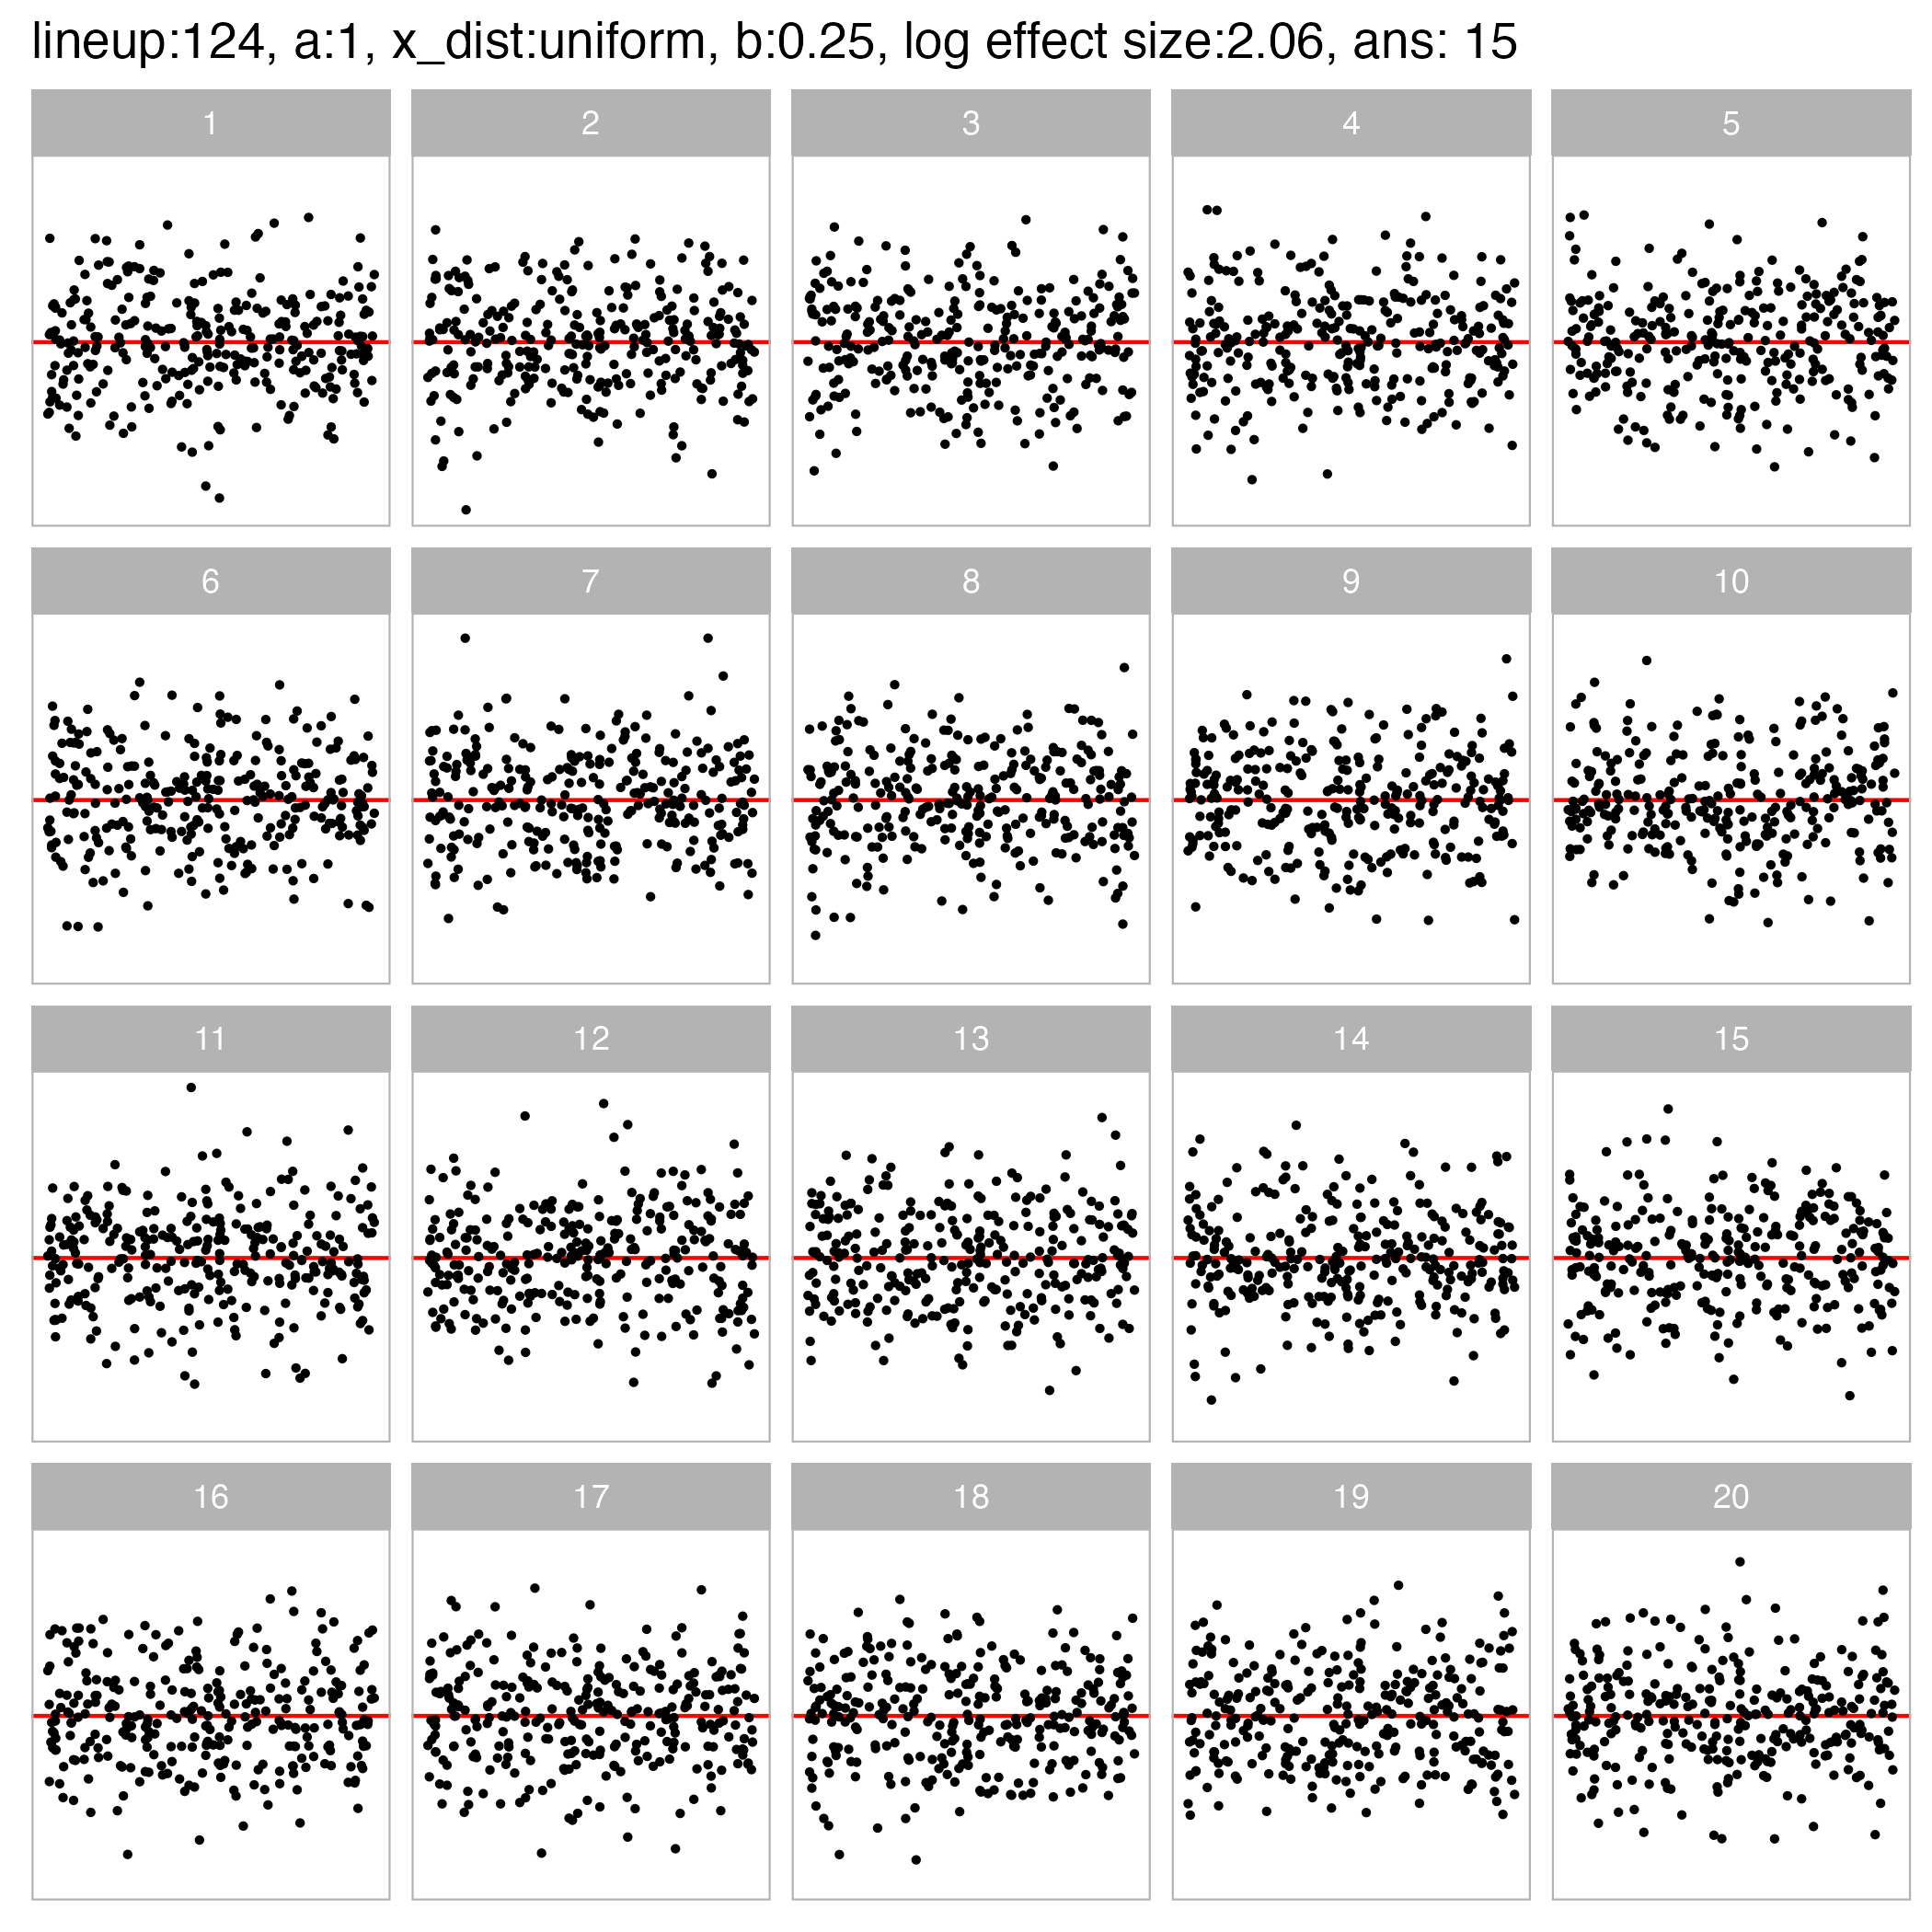 lineup:124, a:1, x_dist:uniform, b:0.25, log effect size:2.06, ans: 15
1 2 3 4 5
6 7 8 9 10
11 12 13 14 15
16 17 18 19 20